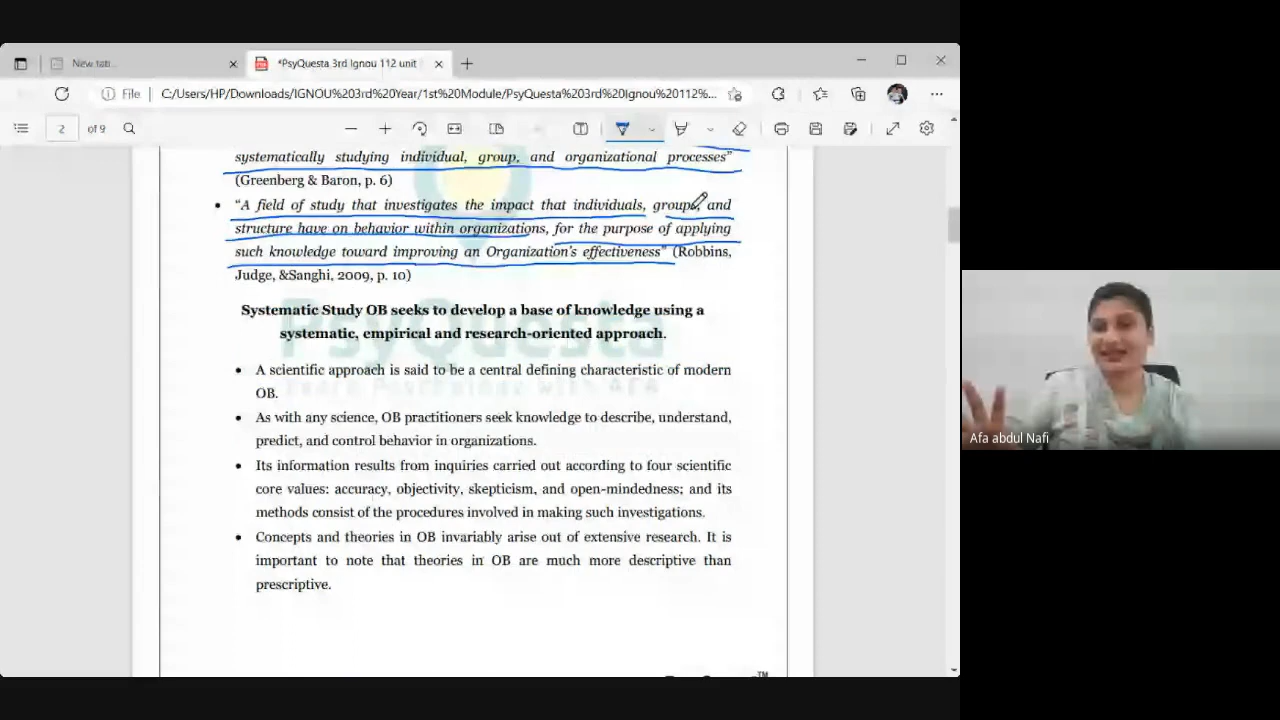 New tab
*PsyQuesta 3rd Ignou 112 unit
File
C:/Users/HP/Downloads/IGNOU%203rd%20Year/1st%20Module/PsyQuesta%203rd%20Ignou%20112%...
2 of 9
systematically studying individual, group, and organizational processes”
(Greenberg & Baron, p. 6)
• “A field of study that investigates the impact that individuals, groups, and
structure have on behavior within organizations, for the purpose of applying
such knowledge toward improving an Organization’s effectiveness” (Robbins,
Judge, &Sanghi, 2009, p. 10)
Systematic Study OB seeks to develop a base of knowledge using a
systematic, empirical and research-oriented approach.
PsyQuesta
• A scientific approach is said to be a central defining characteristic of modern
OB.
• As with any science, OB practitioners seek knowledge to describe, understand,
predict, and control behavior in organizations.
• Its information results from inquiries carried out according to four scientific
core values: accuracy, objectivity, skepticism, and open-mindedness; and its
methods consist of the procedures involved in making such investigations.
• Concepts and theories in OB invariably arise out of extensive research. It is
important to note that theories in OB are much more descriptive than
prescriptive.
TM
Afa abdul Nafi